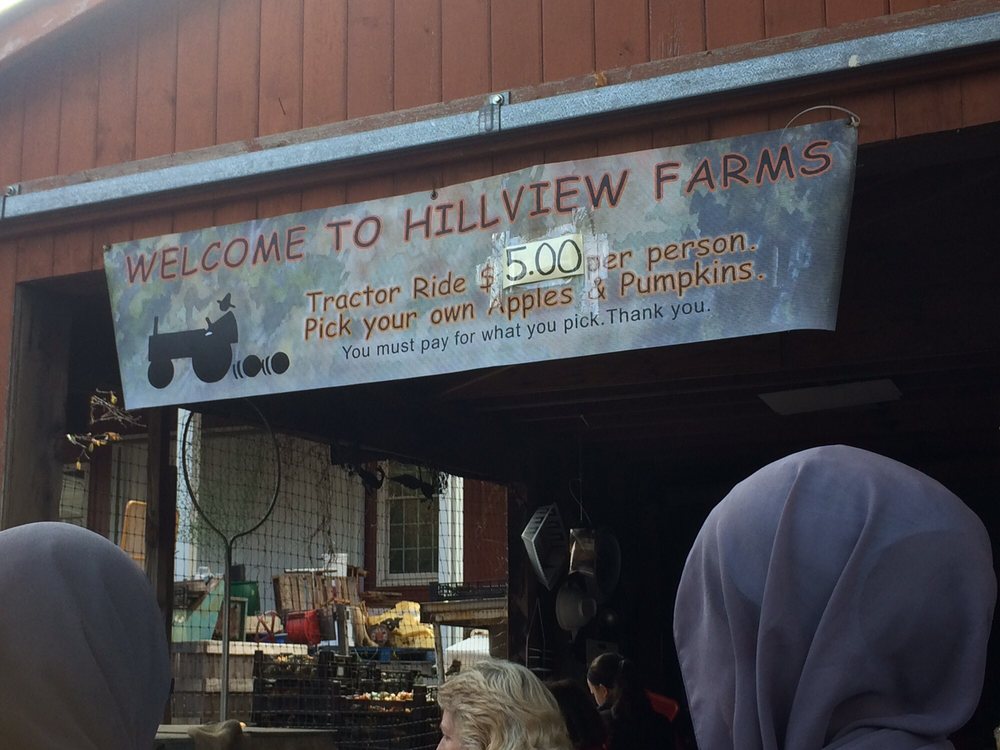 WELCOME TO HILLVIEW FARMS
Tractor Ride $ 5.00 per person.
Pick your own Apples & Pumpkins.
You must pay for what you pick. Thank you.